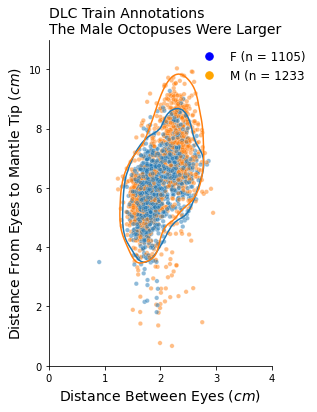 DLC Train Annotations
The Male Octopuses Were Larger
F (n = 1105)
M (n = 1233
Distance From Eyes to Mantle Tip (cm)
10
8
6
4
2
0
0 1 2 3 4
Distance Between Eyes (cm)